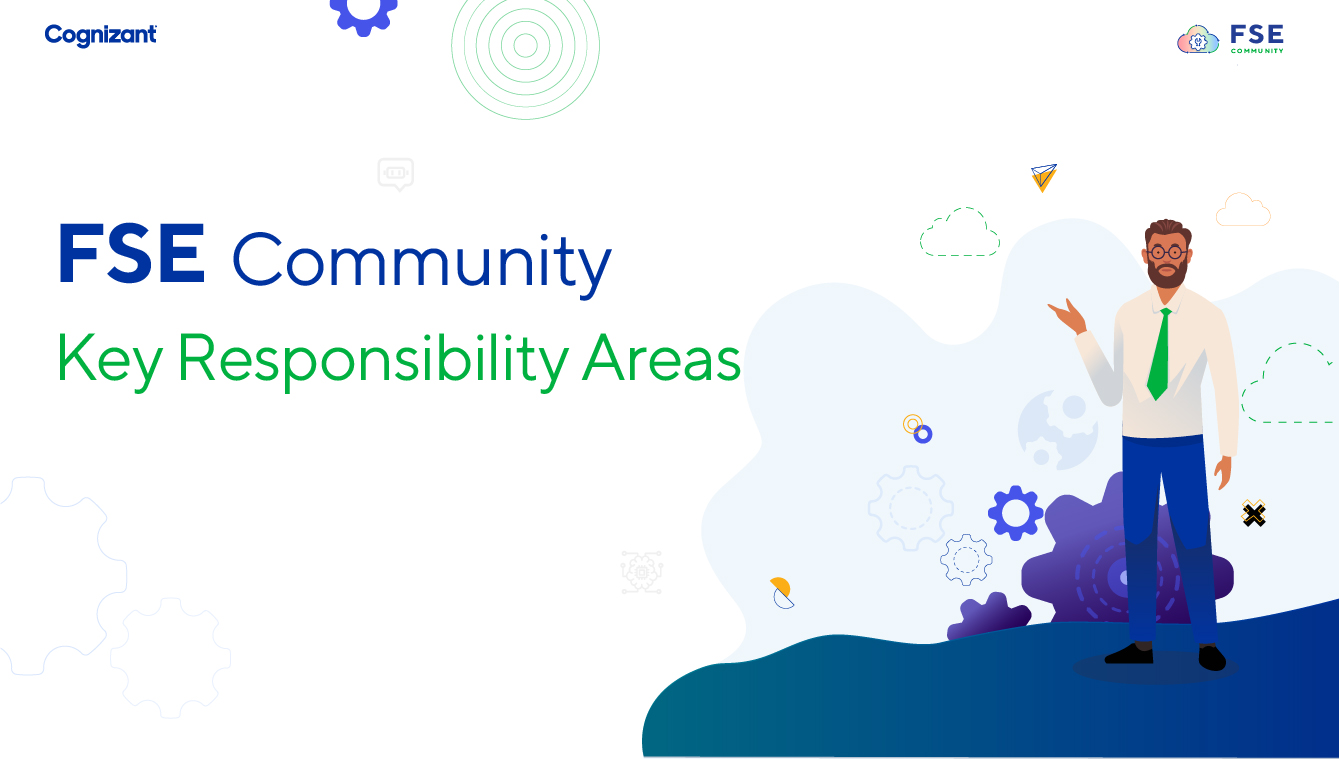 Cognizant
FSE
COMMUNITY
FSE Community
Key Responsibility Areas